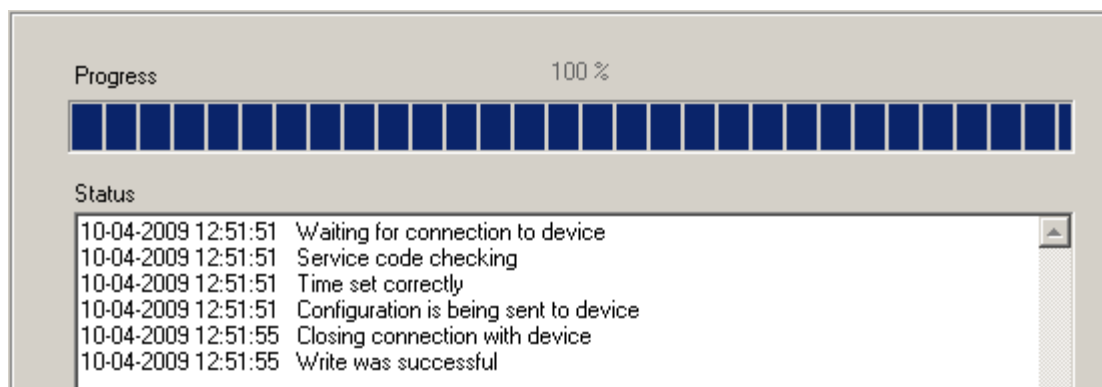 Progress
100 %
Status
10-04-2009 12:51:51 Waiting for connection to device
10-04-2009 12:51:51 Service code checking
10-04-2009 12:51:51 Time set correctly
10-04-2009 12:51:51 Configuration is being sent to device
10-04-2009 12:51:55 Closing connection with device
10-04-2009 12:51:55 Write was successful